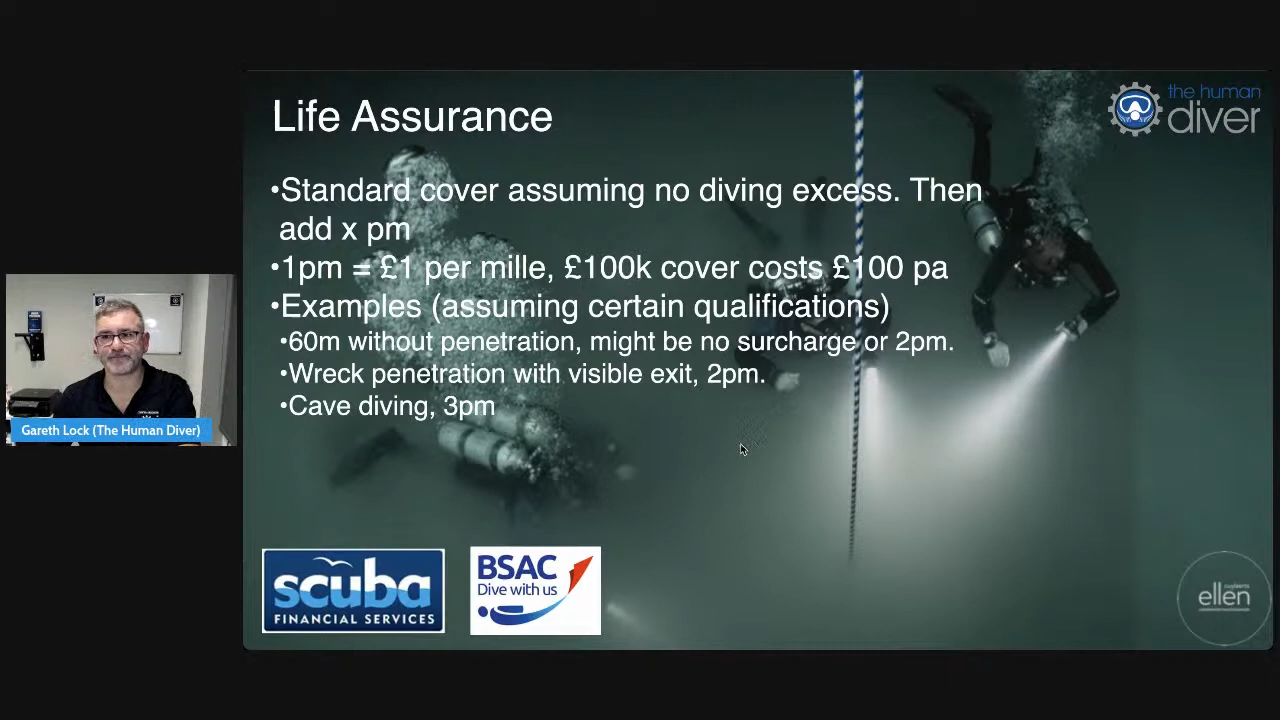 Life Assurance
the human
diver
•Standard cover assuming no diving excess. Then
add x pm
•1pm = £1 per mille, £100k cover costs £100 pa
•Examples (assuming certain qualifications)
•60m without penetration, might be no surcharge or 2pm.
•Wreck penetration with visible exit, 2pm.
•Cave diving, 3pm
Gareth Lock (The Human Diver)
scuba
FINANCIAL SERVICES
BSAC
Dive with us
ellen